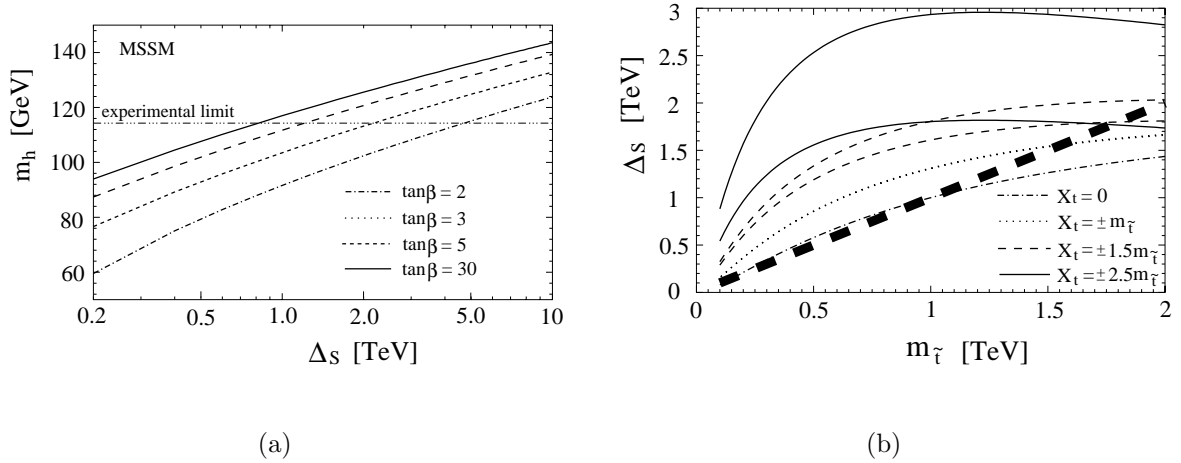 MSSM
experimental limit
tanβ = 2
tanβ = 3
tanβ = 5
tanβ = 30
m_h [GeV]
140
120
100
80
60
0.2
0.5
1.0
2.0
5.0
10
Δ_S [TeV]
(a)
Δ_S [TeV]
3
2.5
2
1.5
1
0.5
0
X_t = 0
X_t = ± m_t̃
X_t = ±1.5m_t̃
X_t = ±2.5m_t̃
0
0.5
1
1.5
2
m_t̃ [TeV]
(b)